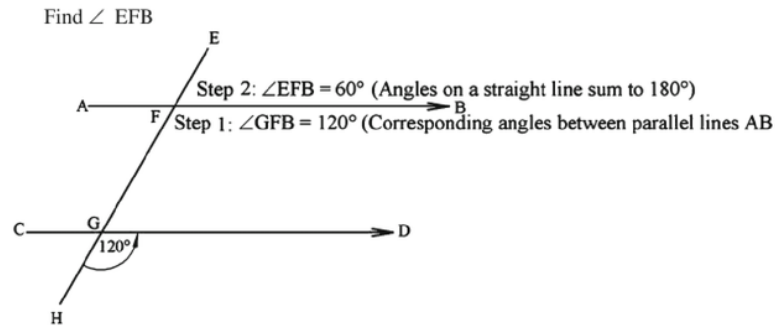 Find ∠ EFB
E
Step 2: ∠EFB = 60° (Angles on a straight line sum to 180°)
A
B
F
Step 1: ∠GFB = 120° (Corresponding angles between parallel lines AB
C
G
D
120°
H